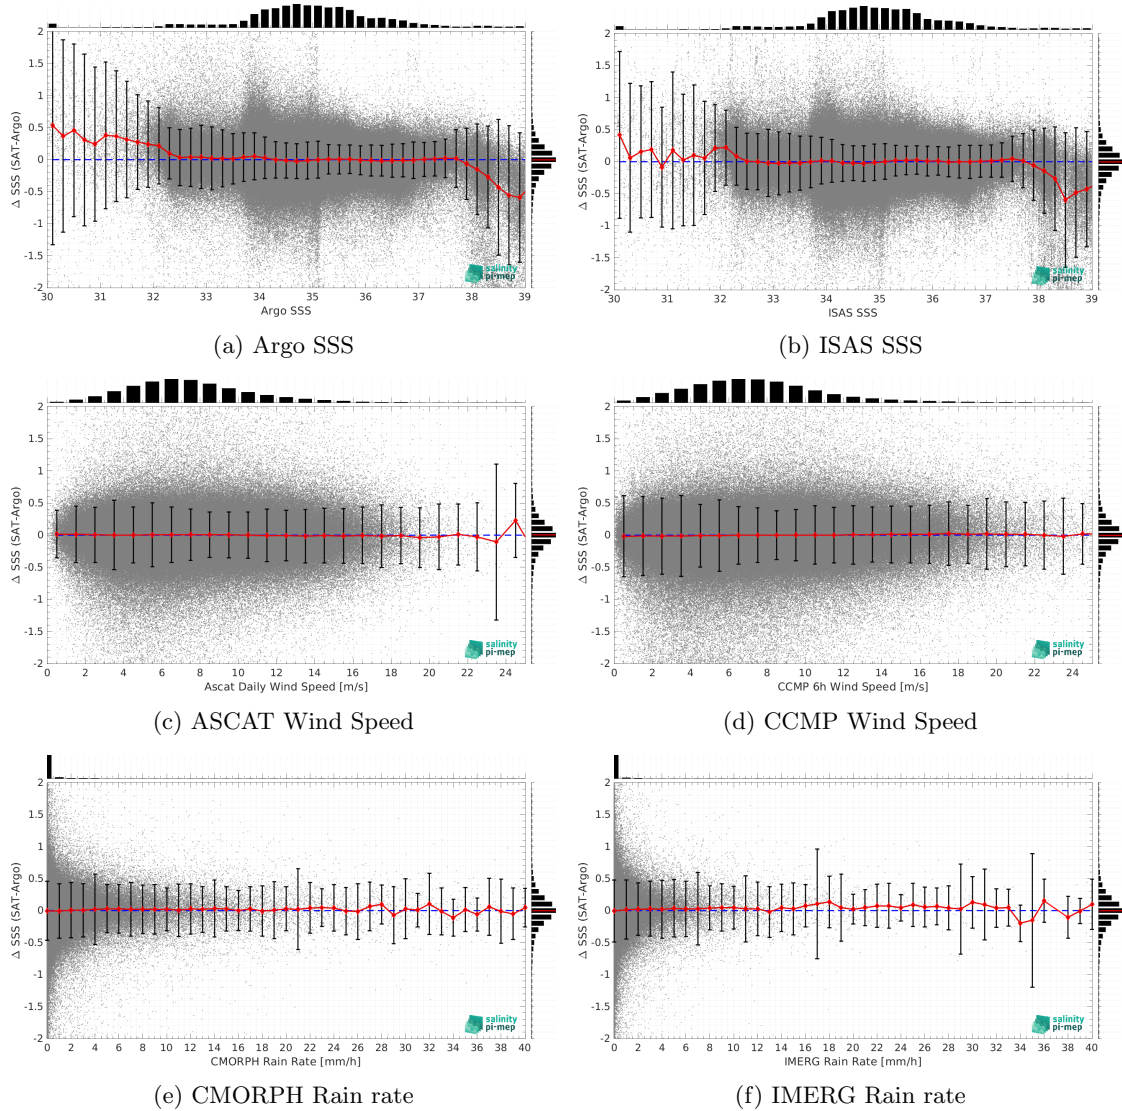 2
1.5
1
0.5
0
-0.5
-1
-1.5
-2
Δ SSS (SAT-Argo)
30 31 32 33 34 35 36 37 38 39
Argo SSS
salinity
pi-mep
(a) Argo SSS
2
1.5
1
0.5
0
-0.5
-1
-1.5
-2
Δ SSS (SAT-Argo)
30 31 32 33 34 35 36 37 38 39
ISAS SSS
salinity
pi-mep
(b) ISAS SSS
2
1.5
1
0.5
0
-0.5
-1
-1.5
-2
Δ SSS (SAT-Argo)
0 2 4 6 8 10 12 14 16 18 20 22 24
Ascat Daily Wind Speed [m/s]
salinity
pi-mep
(c) ASCAT Wind Speed
2
1.5
1
0.5
0
-0.5
-1
-1.5
-2
Δ SSS (SAT-Argo)
0 2 4 6 8 10 12 14 16 18 20 22 24
CCMP 6h Wind Speed [m/s]
salinity
pi-mep
(d) CCMP Wind Speed
2
1.5
1
0.5
0
-0.5
-1
-1.5
-2
Δ SSS (SAT-Argo)
0 2 4 6 8 10 12 14 16 18 20 22 24 26 28 30 32 34 36 38 40
CMORPH Rain Rate [mm/h]
salinity
pi-mep
(e) CMORPH Rain rate
2
1.5
1
0.5
0
-0.5
-1
-1.5
-2
Δ SSS (SAT-Argo)
0 2 4 6 8 10 12 14 16 18 20 22 24 26 28 30 32 34 36 38 40
IMERG Rain Rate [mm/h]
salinity
pi-mep
(f) IMERG Rain rate